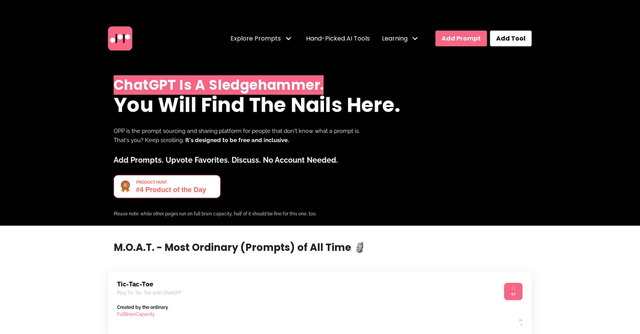 OPP
Explore Prompts
Hand-Picked AI Tools
Learning
Add Prompt
Add Tool
ChatGPT Is A Sledgehammer.
You Will Find The Nails Here.
OPP is the prompt sourcing and sharing platform for people that don't know what a prompt is.
That's you? Keep scrolling. It's designed to be free and inclusive.
Add Prompts. Upvote Favorites. Discuss. No Account Needed.
PRODUCT HUNT
#4 Product of the Day
Please note: while other pages run on full brain capacity, half of it should be fine for this one, too.
M.O.A.T. - Most Ordinary (Prompts) of All Time 🗿
Tic-Tac-Toe
Play Tic Tac Toe with ChatGPT
Created by the ordinary
FullBrainCapacity